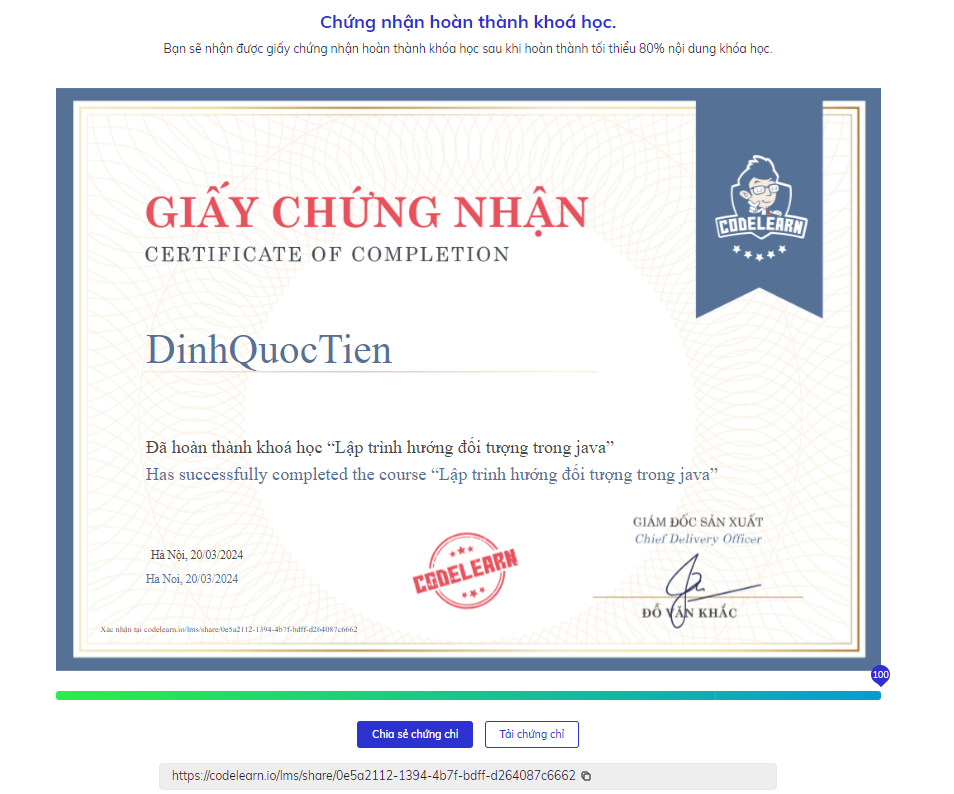 Chứng nhận hoàn thành khoá học.
Bạn sẽ nhận được giấy chứng nhận hoàn thành khóa học sau khi hoàn thành tối thiểu 80% nội dung khóa học.
CODELEARN
GIẤY CHỨNG NHẬN
CERTIFICATE OF COMPLETION
DinhQuocTien
Đã hoàn thành khoá học “Lập trình hướng đối tượng trong java”
Has successfully completed the course “Lập trình hướng đối tượng trong java”
GIÁM ĐỐC SẢN XUẤT
Chief Delivery Officer
Hà Nội, 20/03/2024
Ha Noi, 20/03/2024
CODELEARN
ĐỖ VĂN KHẮC
Xác nhận tại codelearn.io/lms/share/0e5a2112-1394-4b7f-bdff-d264087c6662
100
Chia sẻ chứng chỉ
Tải chứng chỉ
https://codelearn.io/lms/share/0e5a2112-1394-4b7f-bdff-d264087c6662